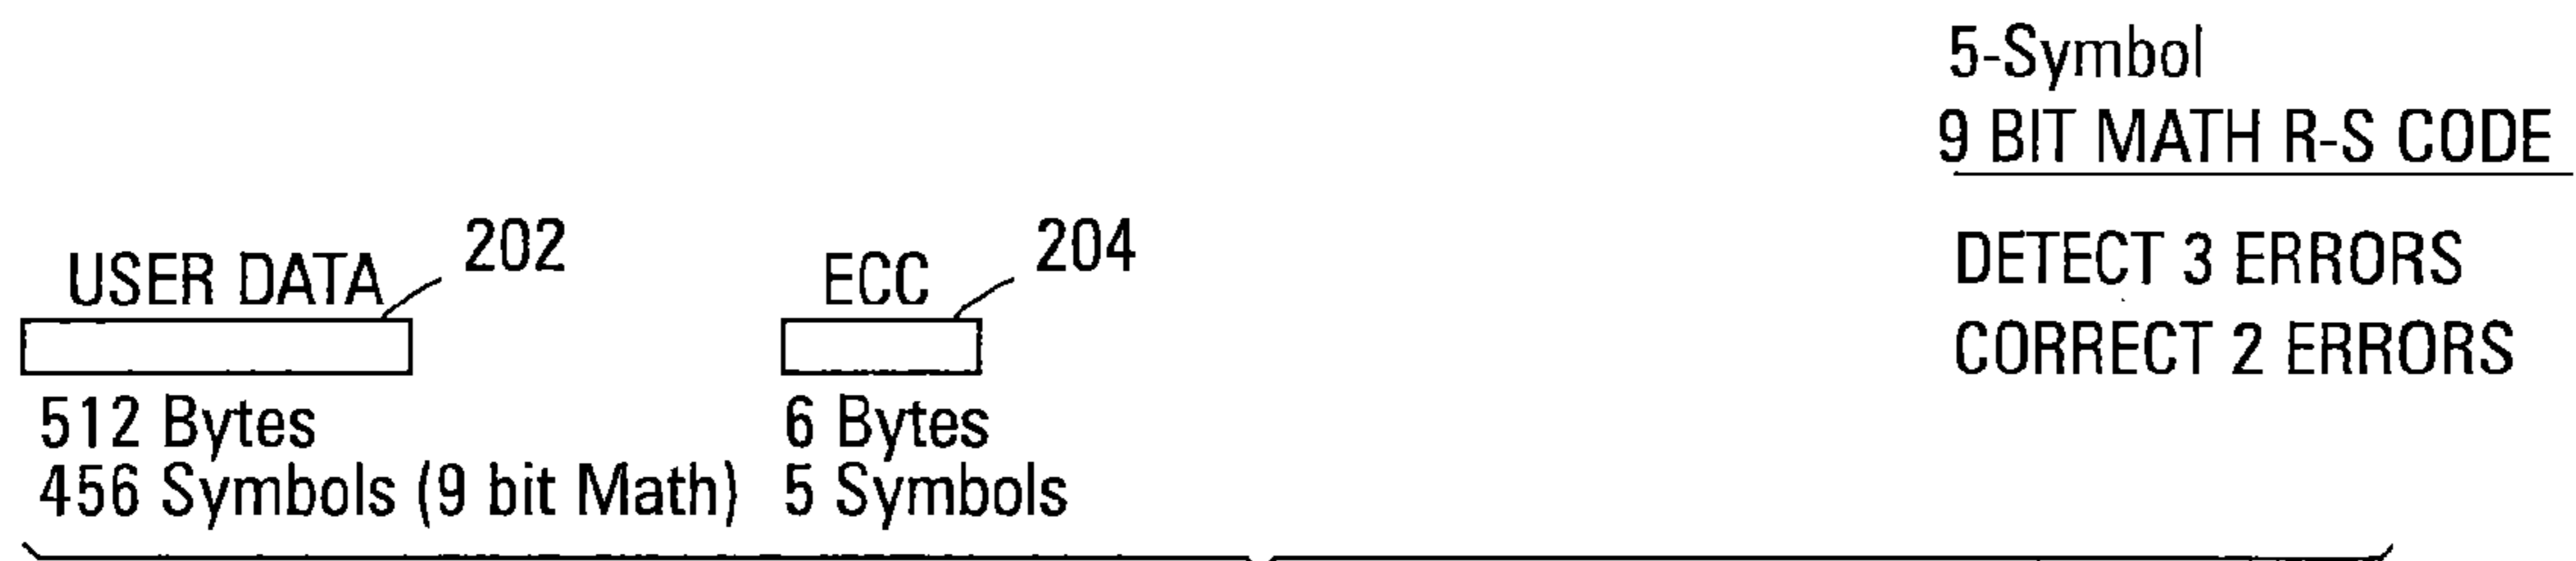 5-Symbol
9 BIT MATH R-S CODE
USER DATA 202
ECC 204
DETECT 3 ERRORS
CORRECT 2 ERRORS
512 Bytes
456 Symbols (9 bit Math)
6 Bytes
5 Symbols